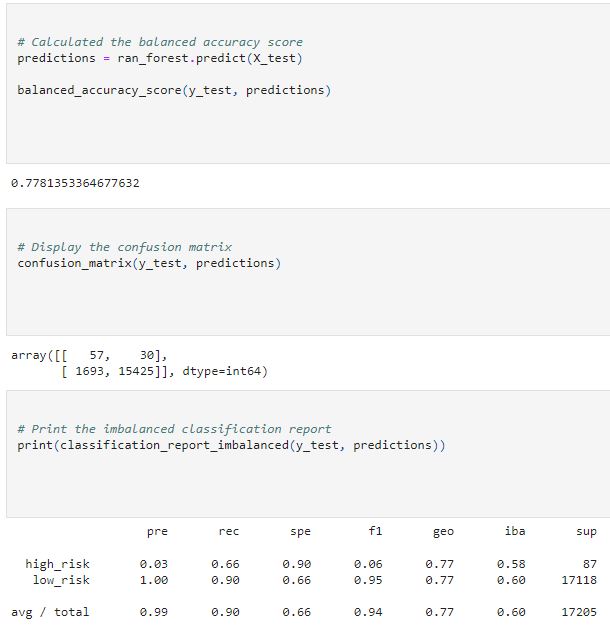 # Calculated the balanced accuracy score
predictions = ran_forest.predict(X_test)
balanced_accuracy_score(y_test, predictions)
0.7781353364677632
# Display the confusion matrix
confusion_matrix(y_test, predictions)
array([[   57,    30],
       [ 1693, 15425]], dtype=int64)
# Print the imbalanced classification report
print(classification_report_imbalanced(y_test, predictions))
pre rec spe f1 geo iba sup
high_risk 0.03 0.66 0.90 0.06 0.77 0.58 87
low_risk 1.00 0.90 0.66 0.95 0.77 0.60 17118
avg / total 0.99 0.90 0.66 0.94 0.77 0.60 17205